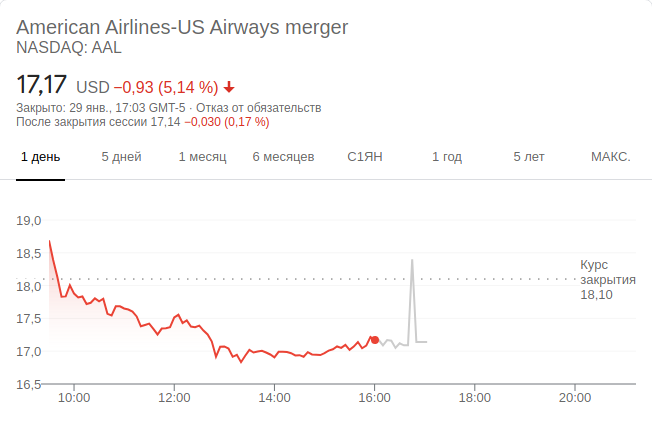 American Airlines-US Airways merger
NASDAQ: AAL
17,17 USD −0,93 (5,14 %)
Закрыто: 29 янв., 17:03 GMT-5 · Отказ от обязательств
После закрытия сессии 17,14 −0,030 (0,17 %)
1 день 5 дней 1 месяц 6 месяцев С1ЯН 1 год 5 лет МАКС.
19,0
18,5
Курс
закрытия
18,10
18,0
17,5
17,0
16,5
10:00 12:00 14:00 16:00 18:00 20:00